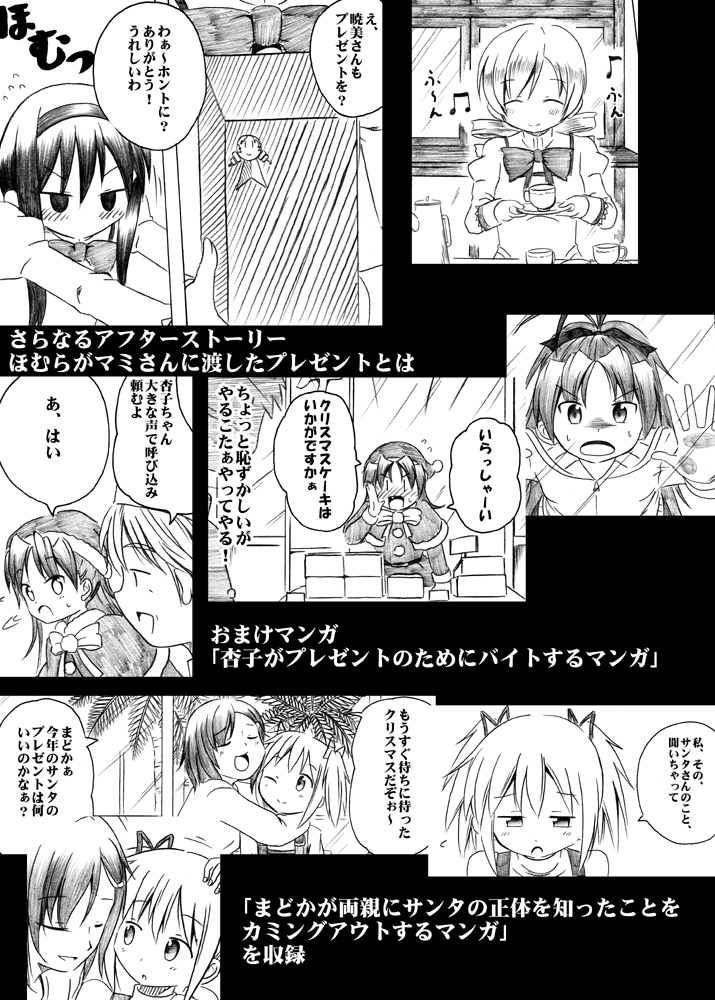 え、
暁美さんも
プレゼントを？
わぁ～ホントに？
ありがとう！
うれしいわ
ほむっ
ふふん
ふ～ん
さらなるアフターストーリー
ほむらがマミさんに渡したプレゼントとは
いらっしゃーい
クリスマスケーキは
いかがですかぁ
ちょっと恥ずかしいが
やるこたぁやってやる！
杏子ちゃん
大きな声で呼び込み
頼むよ
あ、はい
おまけマンガ
「杏子がプレゼントのためにバイトするマンガ」
もうすぐ待ちに待った
クリスマスだぞぉ～
まどかぁ
今年のサンタの
プレゼントは何が
いいのかなぁ？
私、その、
サンタさんのこと、
聞いちゃって
「まどかが両親にサンタの正体を知ったことを
カミングアウトするマンガ」
を収録